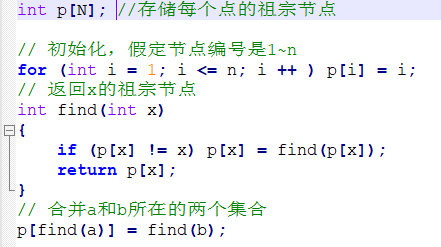 int p[N]; //存储每个点的祖宗节点
// 初始化，假定节点编号是1~n
for (int i = 1; i <= n; i ++ ) p[i] = i;
// 返回x的祖宗节点
int find(int x)
{
    if (p[x] != x) p[x] = find(p[x]);
    return p[x];
}
// 合并a和b所在的两个集合
p[find(a)] = find(b);